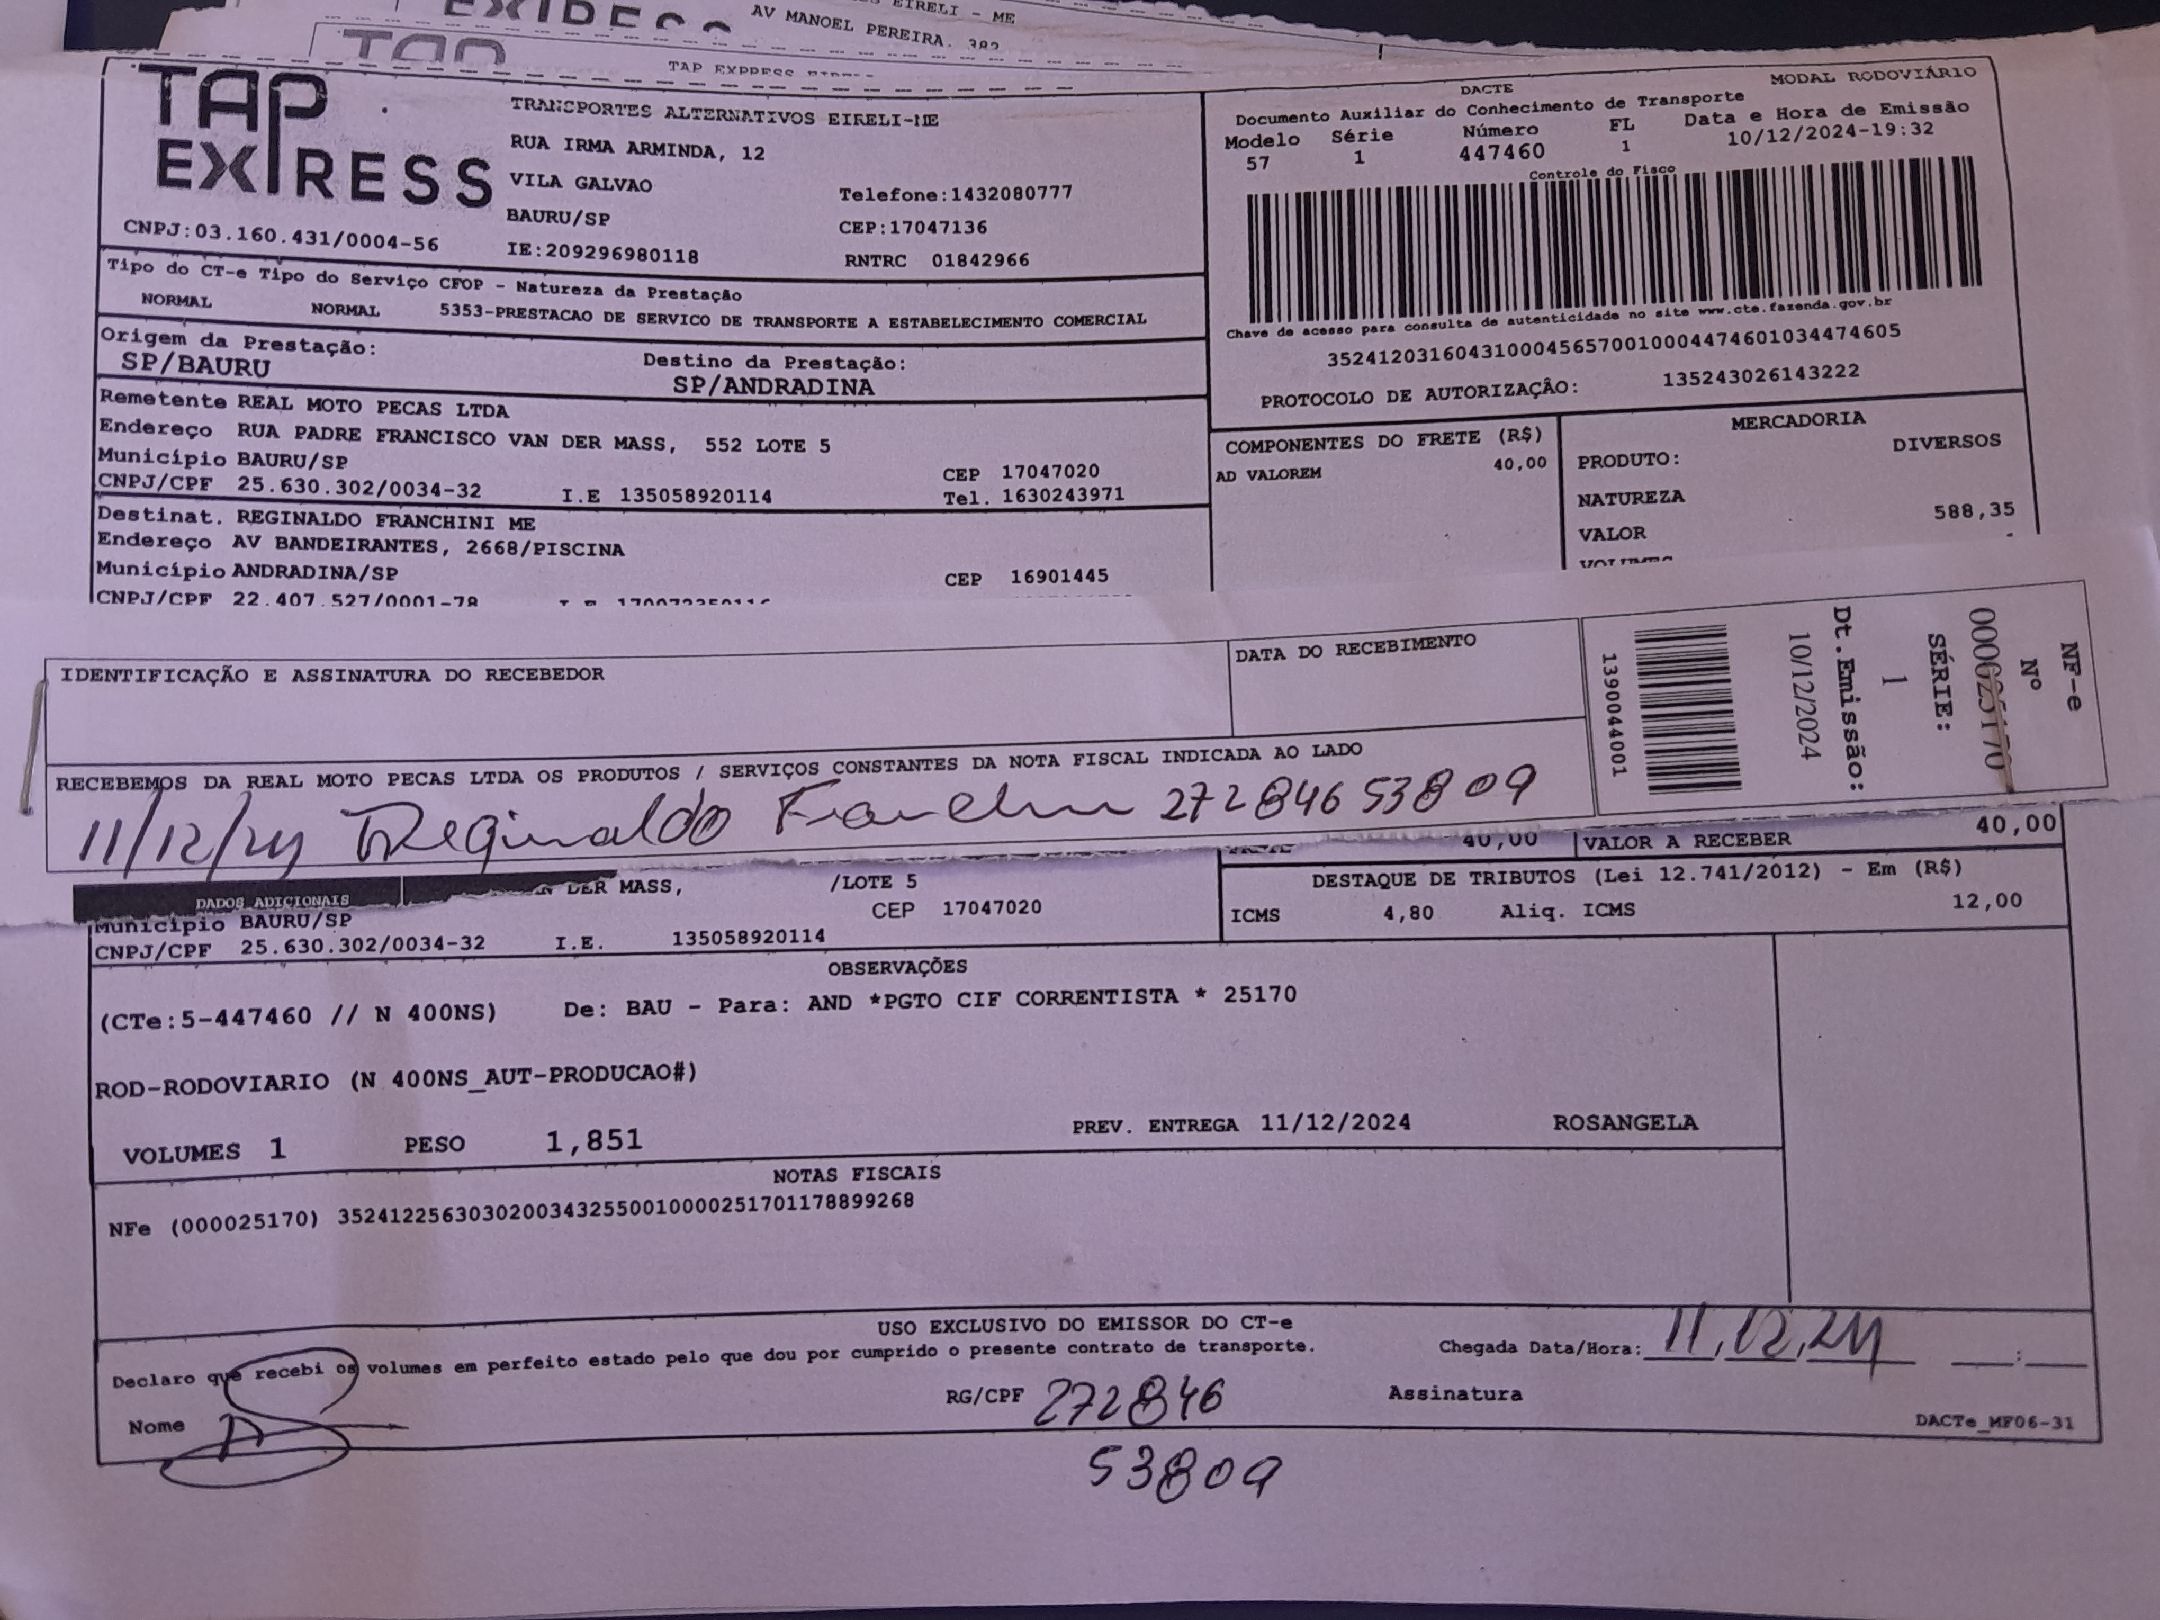 EIRELI - ME
AV MANOEL PEREIRA. 382
TAP
TAP EXPRESS
TAP
EXPRESS
TRANSPORTES ALTERNATIVOS EIRELI-ME
RUA IRMA ARMINDA, 12
VILA GALVAO
Telefone:1432080777
BAURU/SP
CEP:17047136
CNPJ:03.160.431/0004-56
IE:209296980118
RNTRC 01842966
DACTE
MODAL RODOVIÁRIO
Documento Auxiliar do Conhecimento de Transporte
Modelo Série Número FL Data e Hora de Emissão
57 1 447460 1 10/12/2024-19:32
Controle do Fisco
Chave de acesso para consulta de autenticidade no site www.cte.fazenda.gov.br
35241203160431000456570010004474601034474605
PROTOCOLO DE AUTORIZAÇÃO: 135243026143222
Tipo do CT-e Tipo do Serviço CFOP - Natureza da Prestação
NORMAL NORMAL 5353-PRESTACAO DE SERVICO DE TRANSPORTE A ESTABELECIMENTO COMERCIAL
Origem da Prestação: Destino da Prestação:
SP/BAURU SP/ANDRADINA
Remetente REAL MOTO PECAS LTDA
Endereço RUA PADRE FRANCISCO VAN DER MASS, 552 LOTE 5
Município BAURU/SP CEP 17047020
CNPJ/CPF 25.630.302/0034-32 I.E 135058920114 Tel. 1630243971
Destinat. REGINALDO FRANCHINI ME
Endereço AV BANDEIRANTES, 2668/PISCINA
Município ANDRADINA/SP CEP 16901445
CNPJ/CPF 22.407.527/0001-78
COMPONENTES DO FRETE (R$)
AD VALOREM 40,00
MERCADORIA
PRODUTO: DIVERSOS
NATUREZA
VALOR 588,35
IDENTIFICAÇÃO E ASSINATURA DO RECEBEDOR
DATA DO RECEBIMENTO
RECEBEMOS DA REAL MOTO PECAS LTDA OS PRODUTOS / SERVIÇOS CONSTANTES DA NOTA FISCAL INDICADA AO LADO
11/12/24 Reginaldo Franchini 27284653809
NF-e
Nº
000025170
SÉRIE:
1
Dt.Emissão:
10/12/2024
1390044001
40,00 VALOR A RECEBER 40,00
DADOS ADICIONAIS
DER MASS, /LOTE 5
Município BAURU/SP CEP 17047020
CNPJ/CPF 25.630.302/0034-32 I.E. 135058920114
DESTAQUE DE TRIBUTOS (Lei 12.741/2012) - Em (R$)
ICMS 4,80 Aliq. ICMS 12,00
OBSERVAÇÕES
(CTe:5-447460 // N 400NS) De: BAU - Para: AND *PGTO CIF CORRENTISTA * 25170
ROD-RODOVIARIO (N 400NS_AUT-PRODUCAO#)
VOLUMES 1 PESO 1,851 PREV. ENTREGA 11/12/2024 ROSANGELA
NOTAS FISCAIS
NFe (000025170) 35241225630302003432550010000251701178899268
USO EXCLUSIVO DO EMISSOR DO CT-e
Declaro que recebi os volumes em perfeito estado pelo que dou por cumprido o presente contrato de transporte.
Chegada Data/Hora: 11,12,24 :
Nome RG/CPF 272846 Assinatura
53809
DACTe_MF06-31